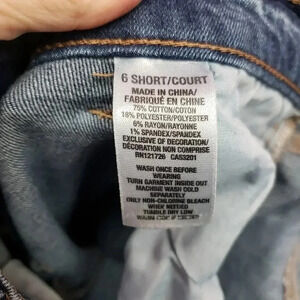 6 SHORT/COURT
MADE IN CHINA/
FABRIQUÉ EN CHINE
75% COTTON/COTON
18% POLYESTER/POLYESTER
6% RAYON/RAYONNE
1% SPANDEX/SPANDEX
EXCLUSIVE OF DECORATION/
DÉCORATION NON COMPRISE
RN121726 CA53201
WASH ONCE BEFORE
WEARING
TURN GARMENT INSIDE OUT
MACHINE WASH COLD
SEPARATELY
ONLY NON-CHLORINE BLEACH
WHEN NEEDED
TUMBLE DRY LOW